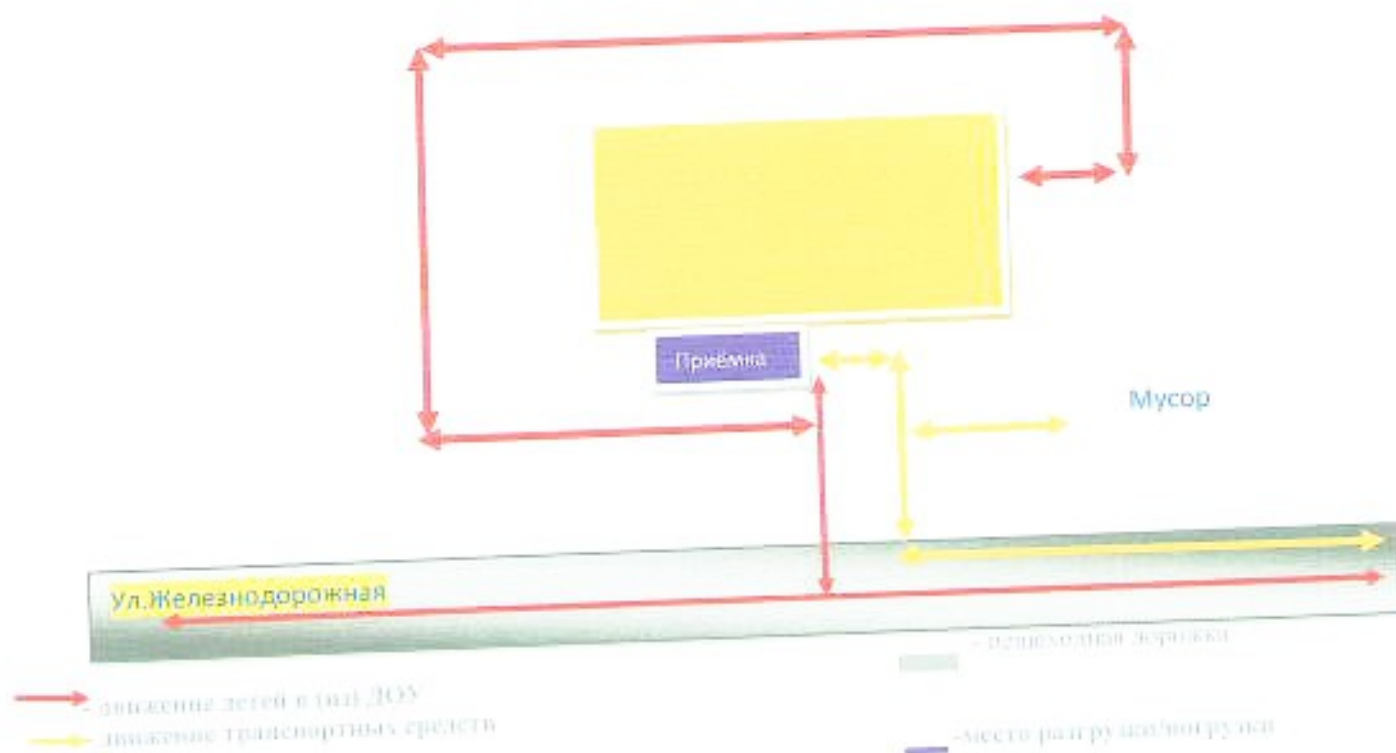 Приёмка
Мусор
Ул.Железнодорожная
- пешеходная дорожка
- движение детей в (из) ДОУ
- движение транспортных средств
-место разгрузки/погрузки